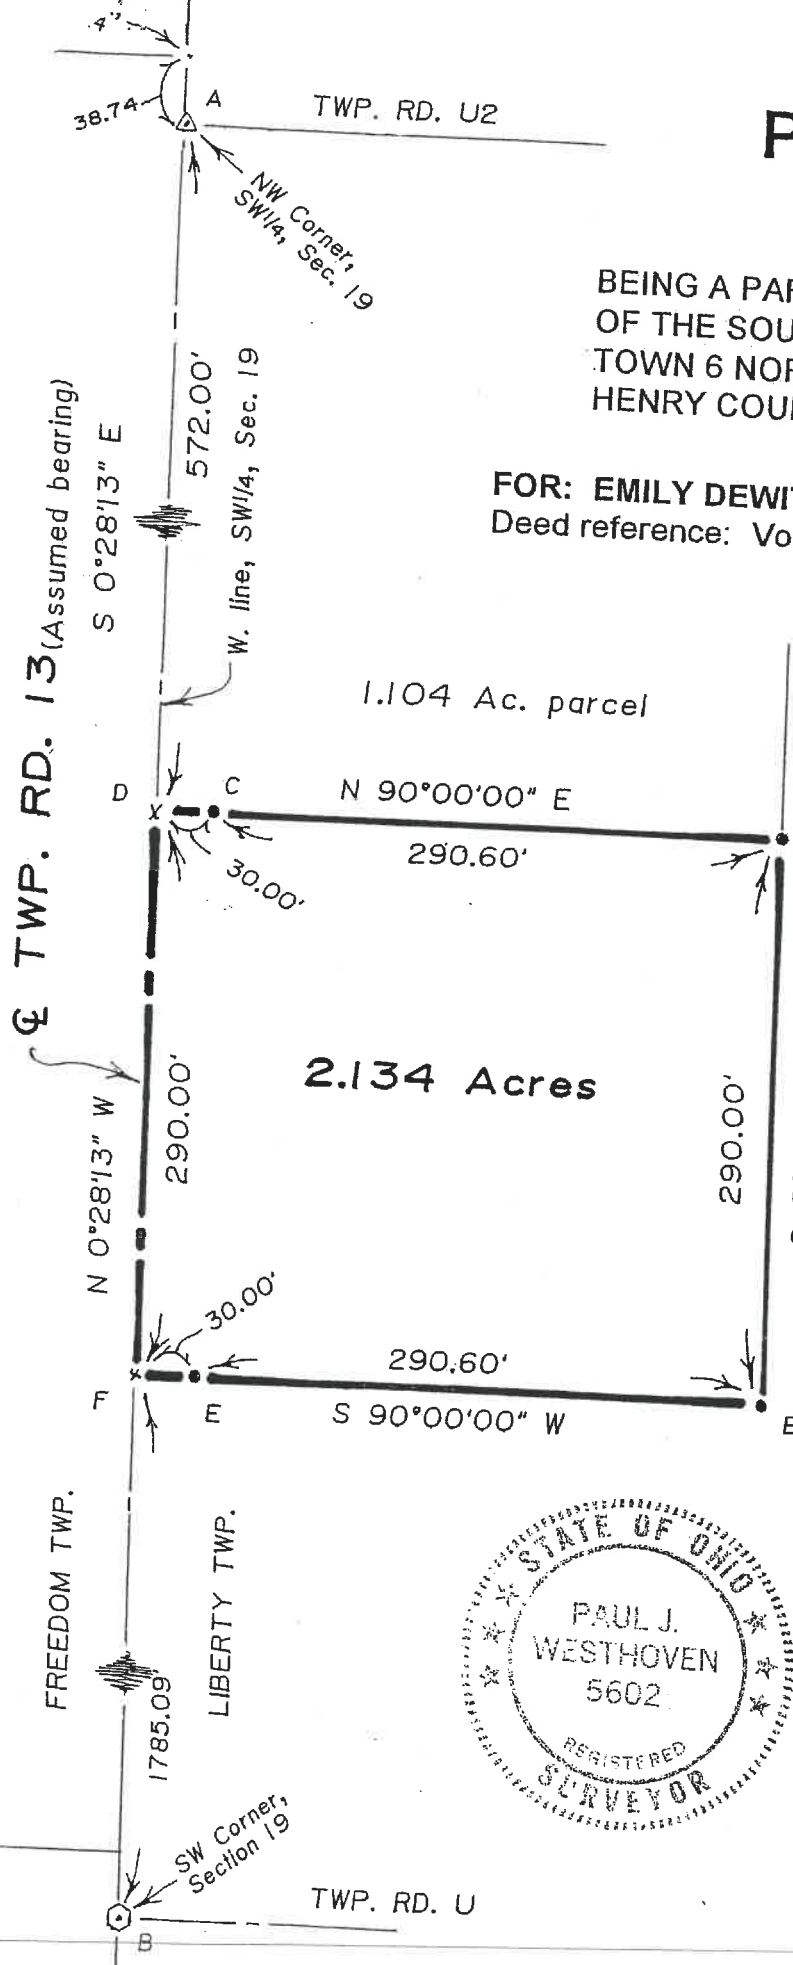 .4"
38.74
A
TWP. RD. U2
P
NW Corner,
SW1/4, Sec. 19
BEING A PAR
OF THE SOU
TOWN 6 NOR
HENRY COUN
FOR: EMILY DEWIT
Deed reference: Vo
572.00'
W. line, SW1/4, Sec. 19
S 0°28'13" E
(Assumed bearing)
℄ TWP. RD. 13
1.104 Ac. parcel
D
C
N 90°00'00" E
290.60'
30.00'
2.134 Acres
290.00'
290.00'
N 0°28'13" W
30.00'
290.60'
F
E
S 90°00'00" W
FREEDOM TWP.
LIBERTY TWP.
1785.09'
STATE OF OHIO
PAUL J.
WESTHOVEN
5602
REGISTERED
SURVEYOR
SW Corner,
Section 19
TWP. RD. U
B